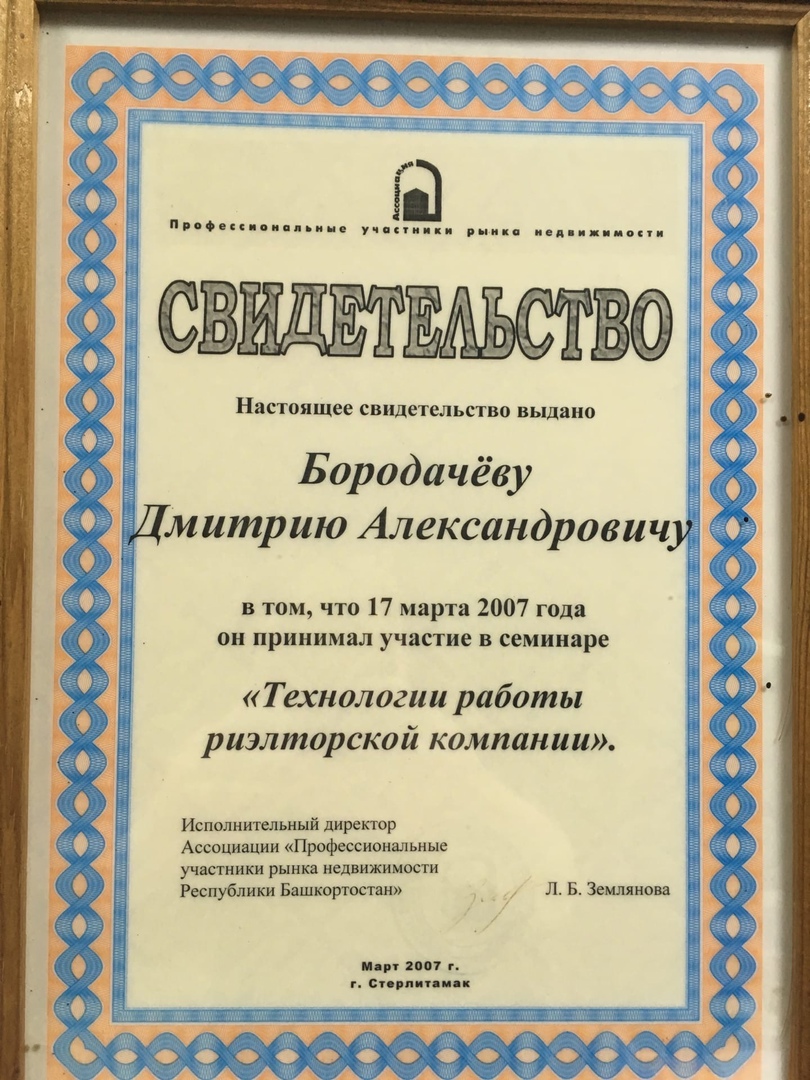 Ассоциация
Профессиональные участники рынка недвижимости
СВИДЕТЕЛЬСТВО
Настоящее свидетельство выдано
Бородачёву
Дмитрию Александровичу
в том, что 17 марта 2007 года
он принимал участие в семинаре
«Технологии работы
риэлторской компании».
Исполнительный директор
Ассоциации «Профессиональные
участники рынка недвижимости
Республики Башкортостан»
Л. Б. Землянова
Март 2007 г.
г. Стерлитамак